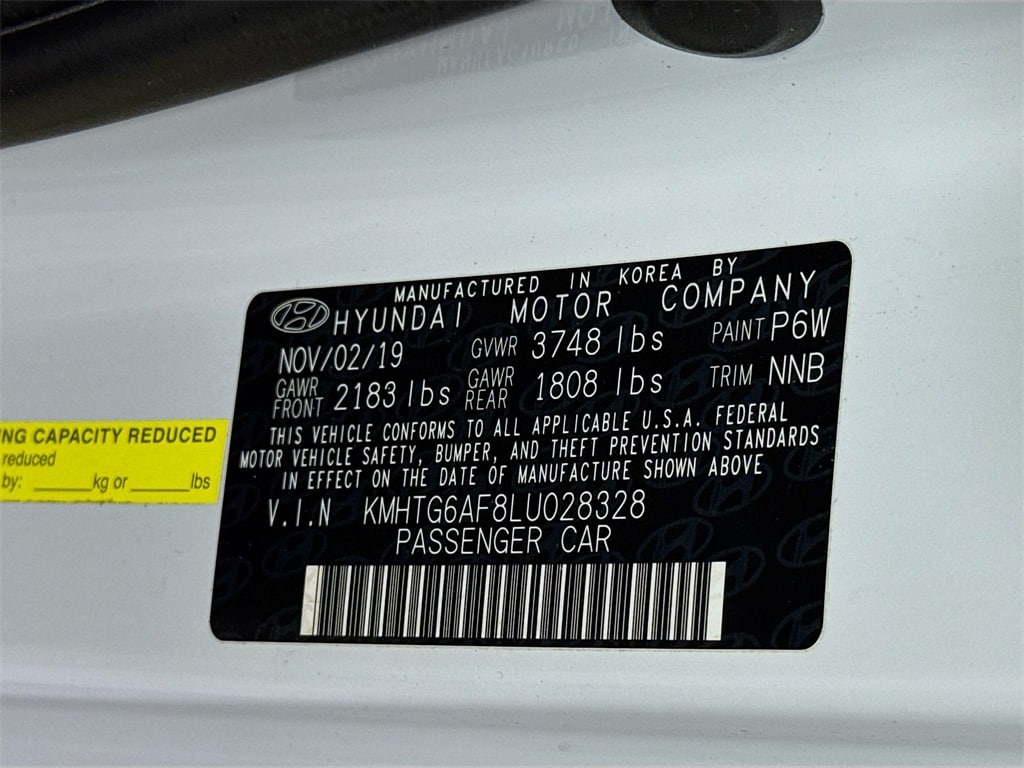 MANUFACTURED IN KOREA BY
HYUNDAI MOTOR COMPANY
NOV/02/19 GVWR 3748 lbs PAINT P6W
GAWR FRONT 2183 lbs GAWR REAR 1808 lbs TRIM NNB
THIS VEHICLE CONFORMS TO ALL APPLICABLE U.S.A. FEDERAL
MOTOR VEHICLE SAFETY, BUMPER, AND THEFT PREVENTION STANDARDS
IN EFFECT ON THE DATE OF MANUFACTURE SHOWN ABOVE
V.I.N KMHTG6AF8LU028328
PASSENGER CAR
NG CAPACITY REDUCED
reduced
by: ______kg or ______lbs